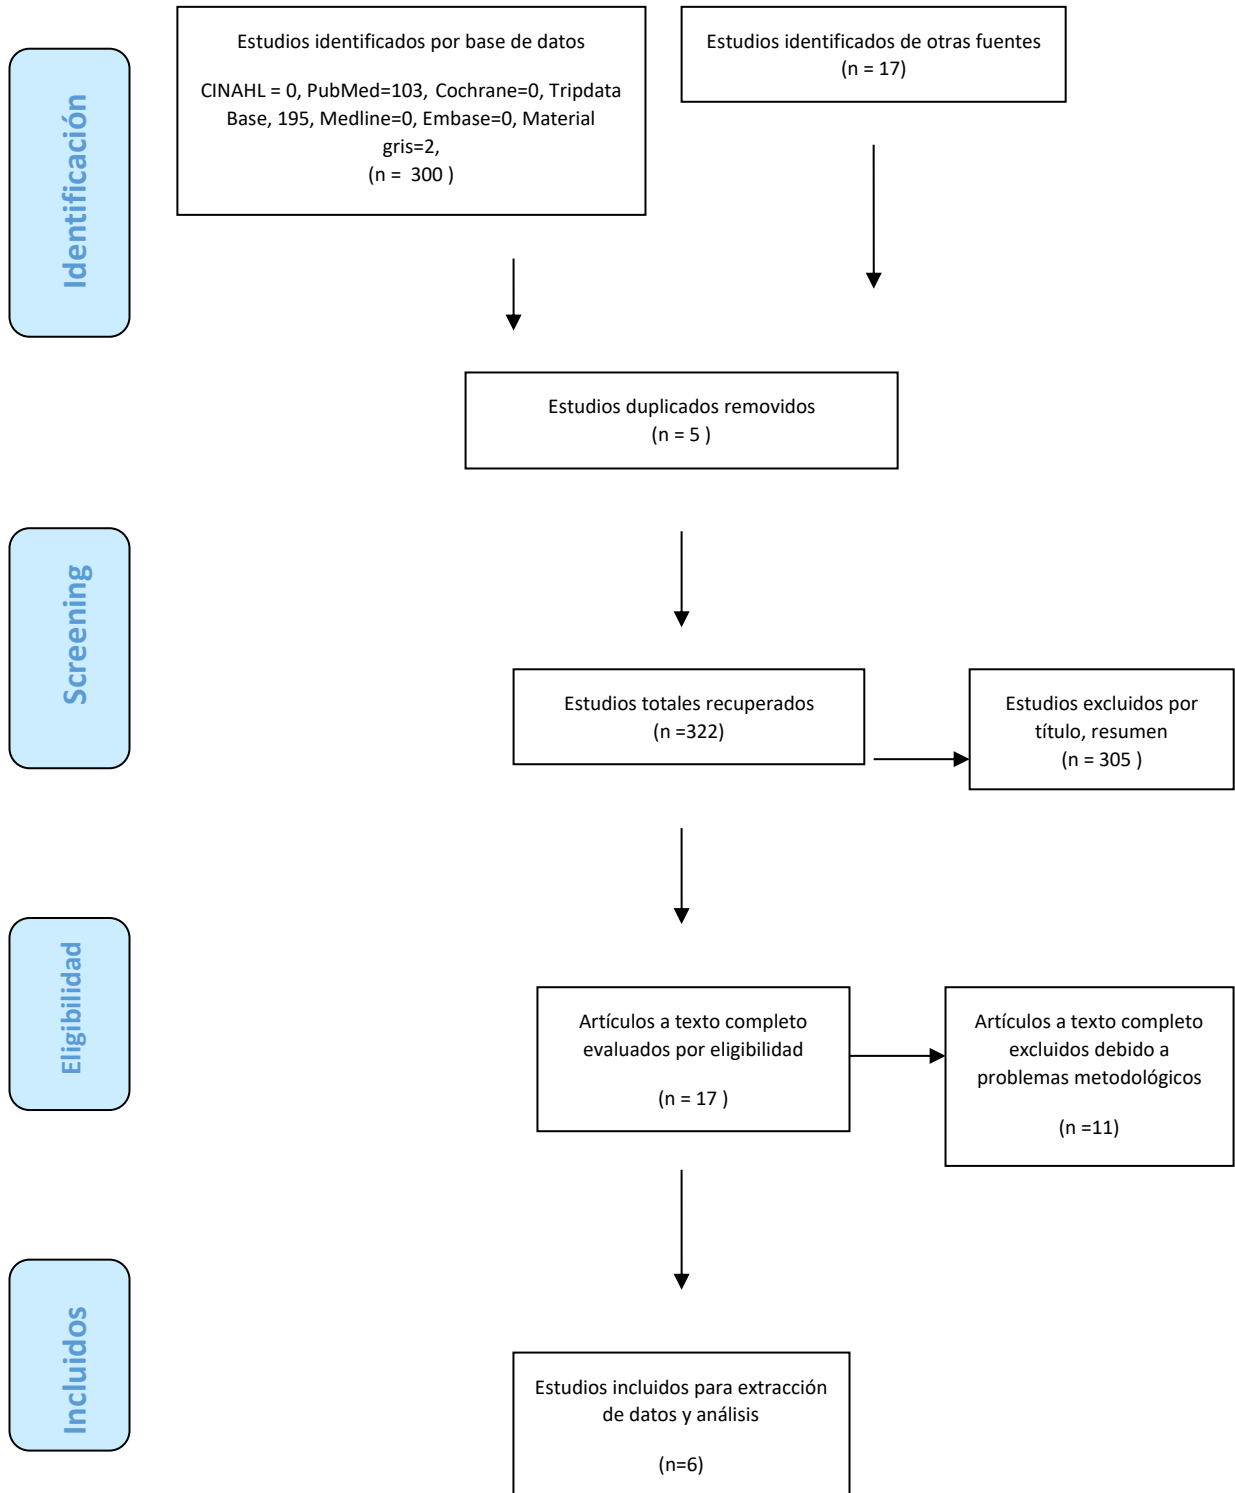 Identificación
Estudios identificados por base de datos
CINAHL = 0, PubMed=103, Cochrane=0, Tripdata
Base, 195, Medline=0, Embase=0, Material
gris=2,
(n = 300 )
Estudios identificados de otras fuentes
(n = 17)
Estudios duplicados removidos
(n = 5 )
Screening
Estudios totales recuperados
(n =322)
Estudios excluidos por
título, resumen
(n = 305 )
Eligibilidad
Artículos a texto completo
evaluados por eligibilidad
(n = 17 )
Artículos a texto completo
excluidos debido a
problemas metodológicos
(n =11)
Incluidos
Estudios incluidos para extracción
de datos y análisis
(n=6)